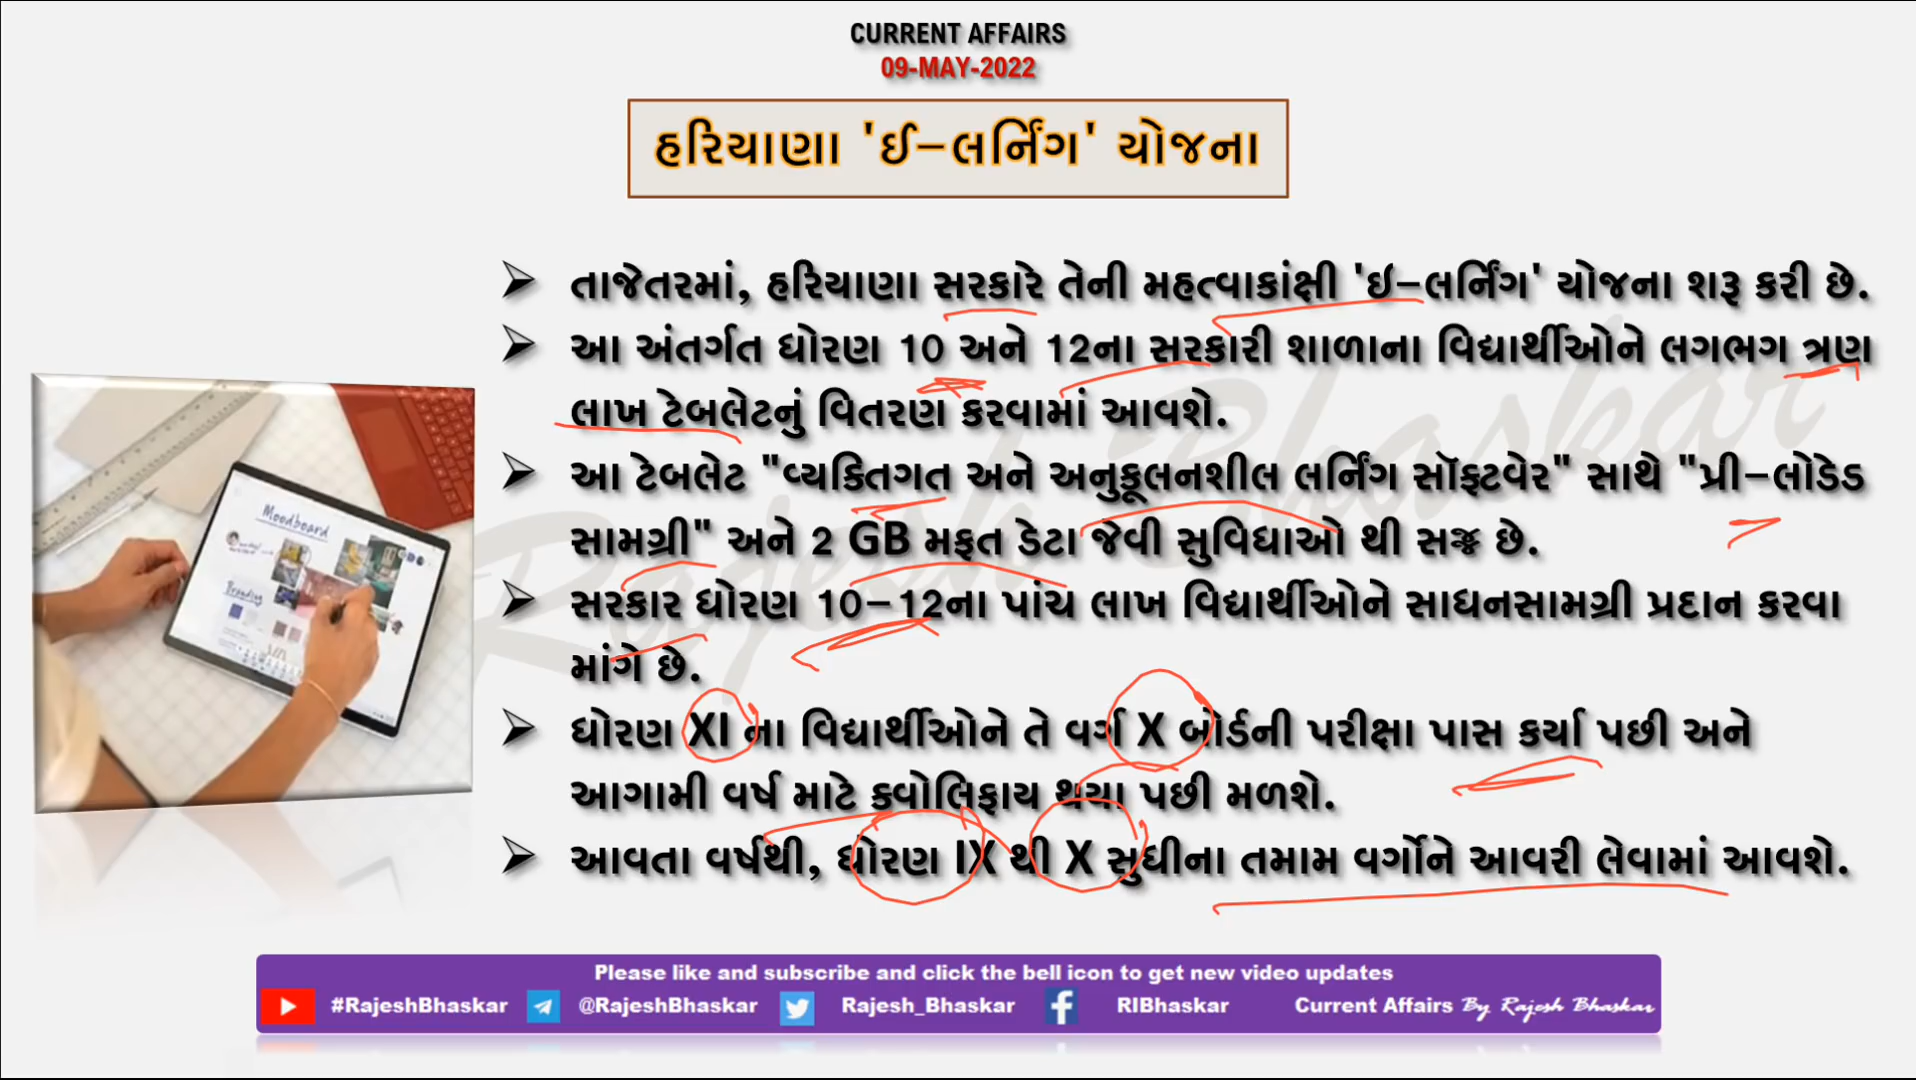 CURRENT AFFAIRS
09-MAY-2022
હરિયાણા 'ઈ-લર્નિંગ' યોજના
તાજેતરમાં, હરિયાણા સરકારે તેની મહત્વાકાંક્ષી 'ઈ-લર્નિંગ' યોજના શરૂ કરી છે.
આ અંતર્ગત ધોરણ 10 અને 12ના સરકારી શાળાના વિદ્યાર્થીઓને લગભગ ત્રણ
લાખ ટેબલેટનું વિતરણ કરવામાં આવશે.
આ ટેબલેટ "વ્યક્તિગત અને અનુકૂલનશીલ લર્નિંગ સૉફ્ટવેર" સાથે "પ્રી-લોડેડ
સામગ્રી" અને 2 GB મફત ડેટા જેવી સુવિધાઓ થી સજ્જ છે.
સરકાર ધોરણ 10-12ના પાંચ લાખ વિદ્યાર્થીઓને સાધનસામગ્રી પ્રદાન કરવા
માંગે છે.
ધોરણ XI ના વિદ્યાર્થીઓને તે વર્ગ X બોર્ડની પરીક્ષા પાસ કર્યા પછી અને
આગામી વર્ષ માટે ક્વોલિફાય થયા પછી મળશે.
આવતા વર્ષથી, ધોરણ IX થી X સુધીના તમામ વર્ગોને આવરી લેવામાં આવશે.
Moodboard
Branding
Rajesh Bhaskar
Please like and subscribe and click the bell icon to get new video updates
#RajeshBhaskar @RajeshBhaskar Rajesh_Bhaskar RIBhaskar Current Affairs By Rajesh Bhaskar